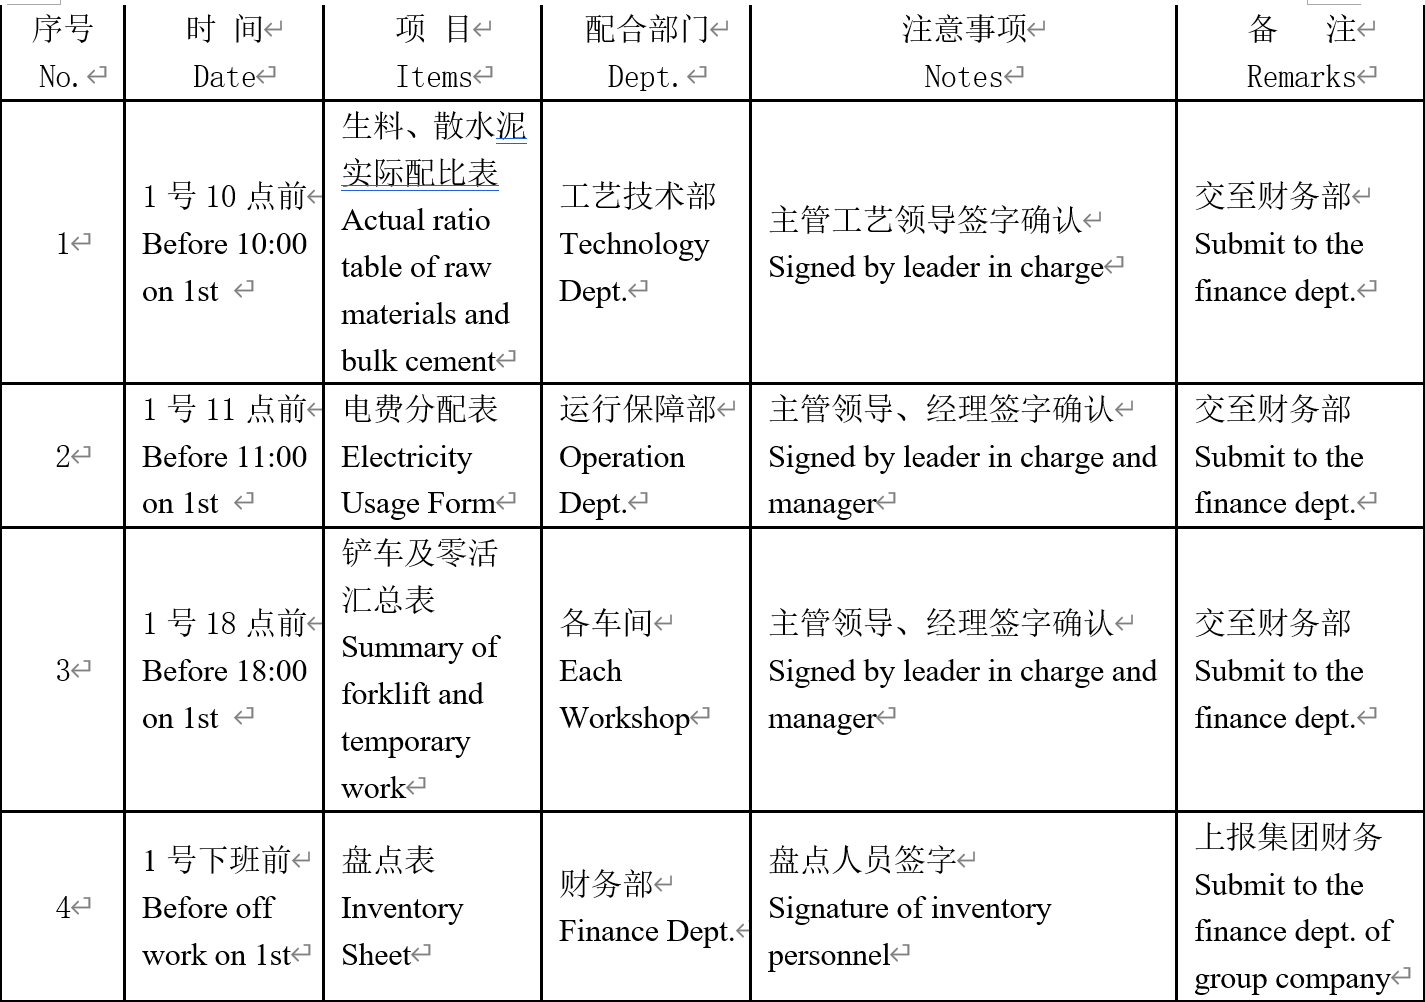 序号
No.
时 间
Date
项 目
Items
配合部门
Dept.
注意事项
Notes
备 注
Remarks
1
1 号 10 点前
Before 10:00
on 1st
生料、散水泥
实际配比表
Actual ratio
table of raw
materials and
bulk cement
工艺技术部
Technology
Dept.
主管工艺领导签字确认
Signed by leader in charge
交至财务部
Submit to the
finance dept.
2
1 号 11 点前
Before 11:00
on 1st
电费分配表
Electricity
Usage Form
运行保障部
Operation
Dept.
主管领导、经理签字确认
Signed by leader in charge and
manager
交至财务部
Submit to the
finance dept.
3
1 号 18 点前
Before 18:00
on 1st
铲车及零活
汇总表
Summary of
forklift and
temporary
work
各车间
Each
Workshop
主管领导、经理签字确认
Signed by leader in charge and
manager
交至财务部
Submit to the
finance dept.
4
1 号下班前
Before off
work on 1st
盘点表
Inventory
Sheet
财务部
Finance Dept.
盘点人员签字
Signature of inventory
personnel
上报集团财务
Submit to the
finance dept. of
group company